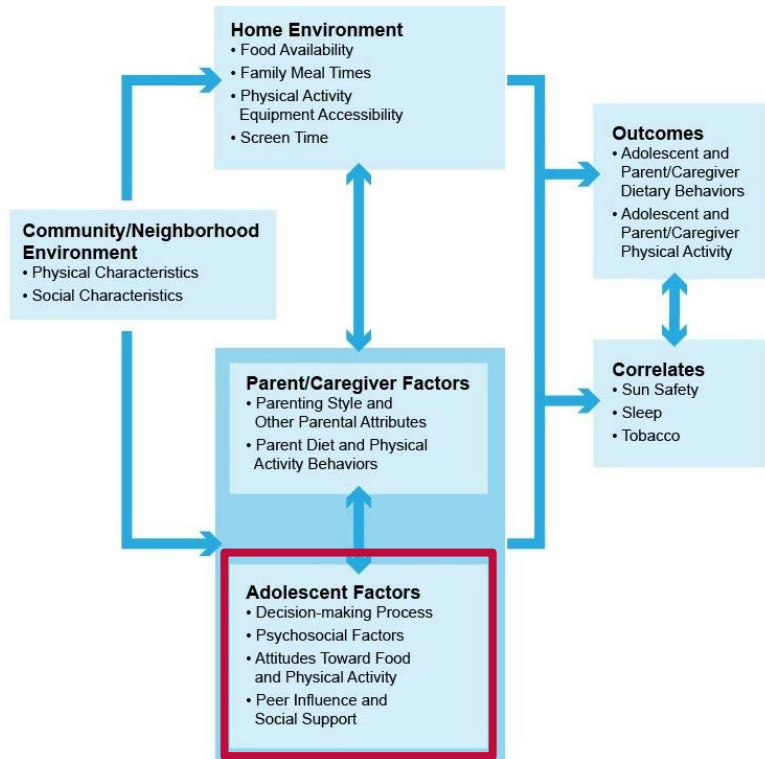 Home Environment
• Food Availability
• Family Meal Times
• Physical Activity
Equipment Accessibility
• Screen Time
Community/Neighborhood
Environment
• Physical Characteristics
• Social Characteristics
Parent/Caregiver Factors
• Parenting Style and
Other Parental Attributes
• Parent Diet and Physical
Activity Behaviors
Adolescent Factors
• Decision-making Process
• Psychosocial Factors
• Attitudes Toward Food
and Physical Activity
• Peer Influence and
Social Support
Outcomes
• Adolescent and
Parent/Caregiver
Dietary Behaviors
• Adolescent and
Parent/Caregiver
Physical Activity
Correlates
• Sun Safety
• Sleep
• Tobacco